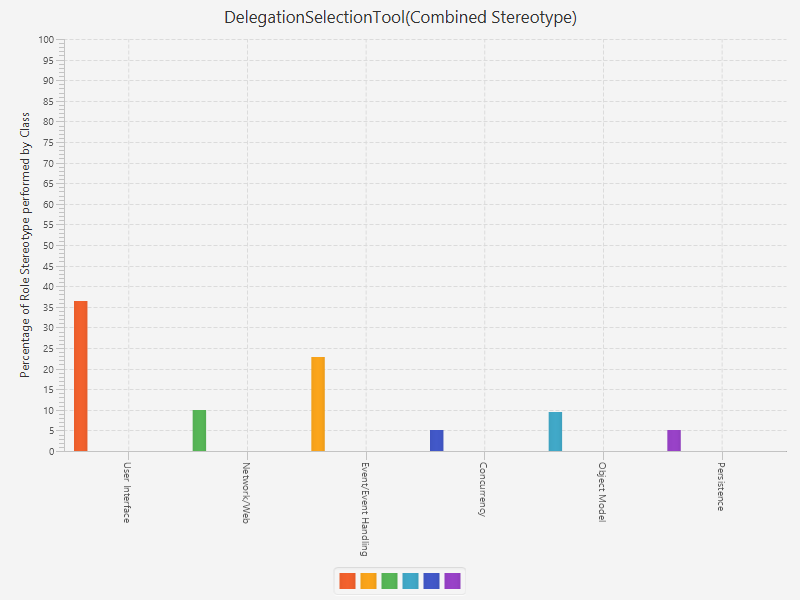 DelegationSelectionTool(Combined Stereotype)
Percentage of Role Stereotype performed by Class
100
95
90
85
80
75
70
65
60
55
50
45
40
35
30
25
20
15
10
5
0
User Interface
Network/Web
Event/Event Handling
Concurrency
Object Model
Persistence